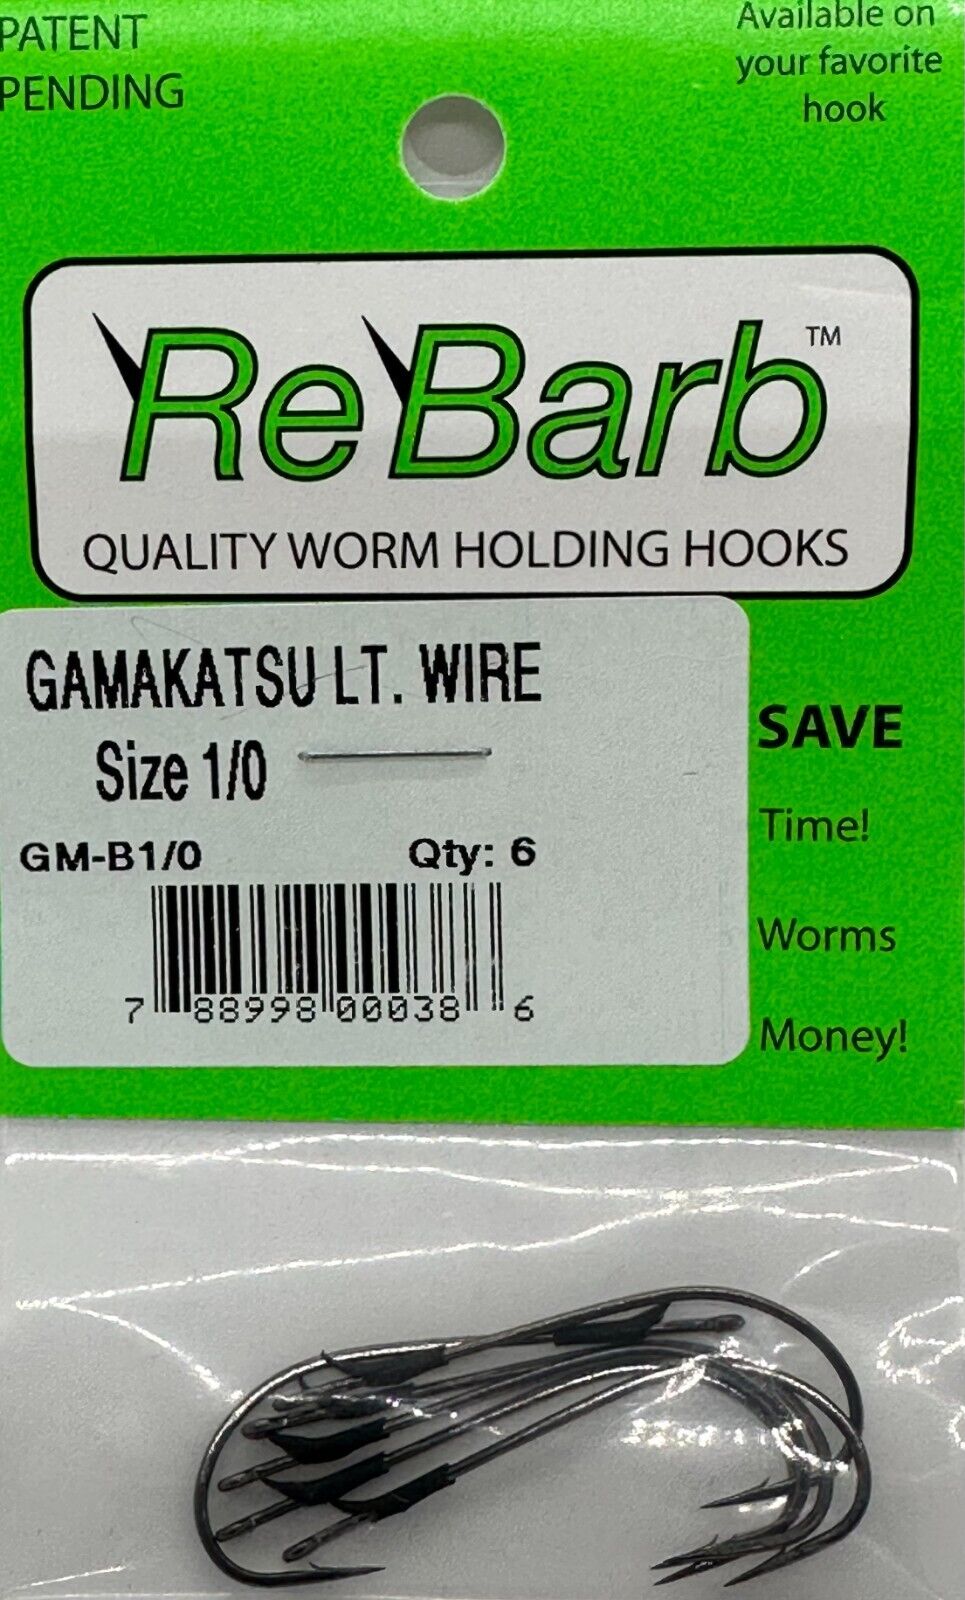 PATENT
PENDING
Available on
your favorite
hook
ReBarb™
QUALITY WORM HOLDING HOOKS
GAMAKATSU LT. WIRE
Size 1/0
GM-B1/0 Qty: 6
7 88998 00038 6
SAVE
Time!
Worms
Money!